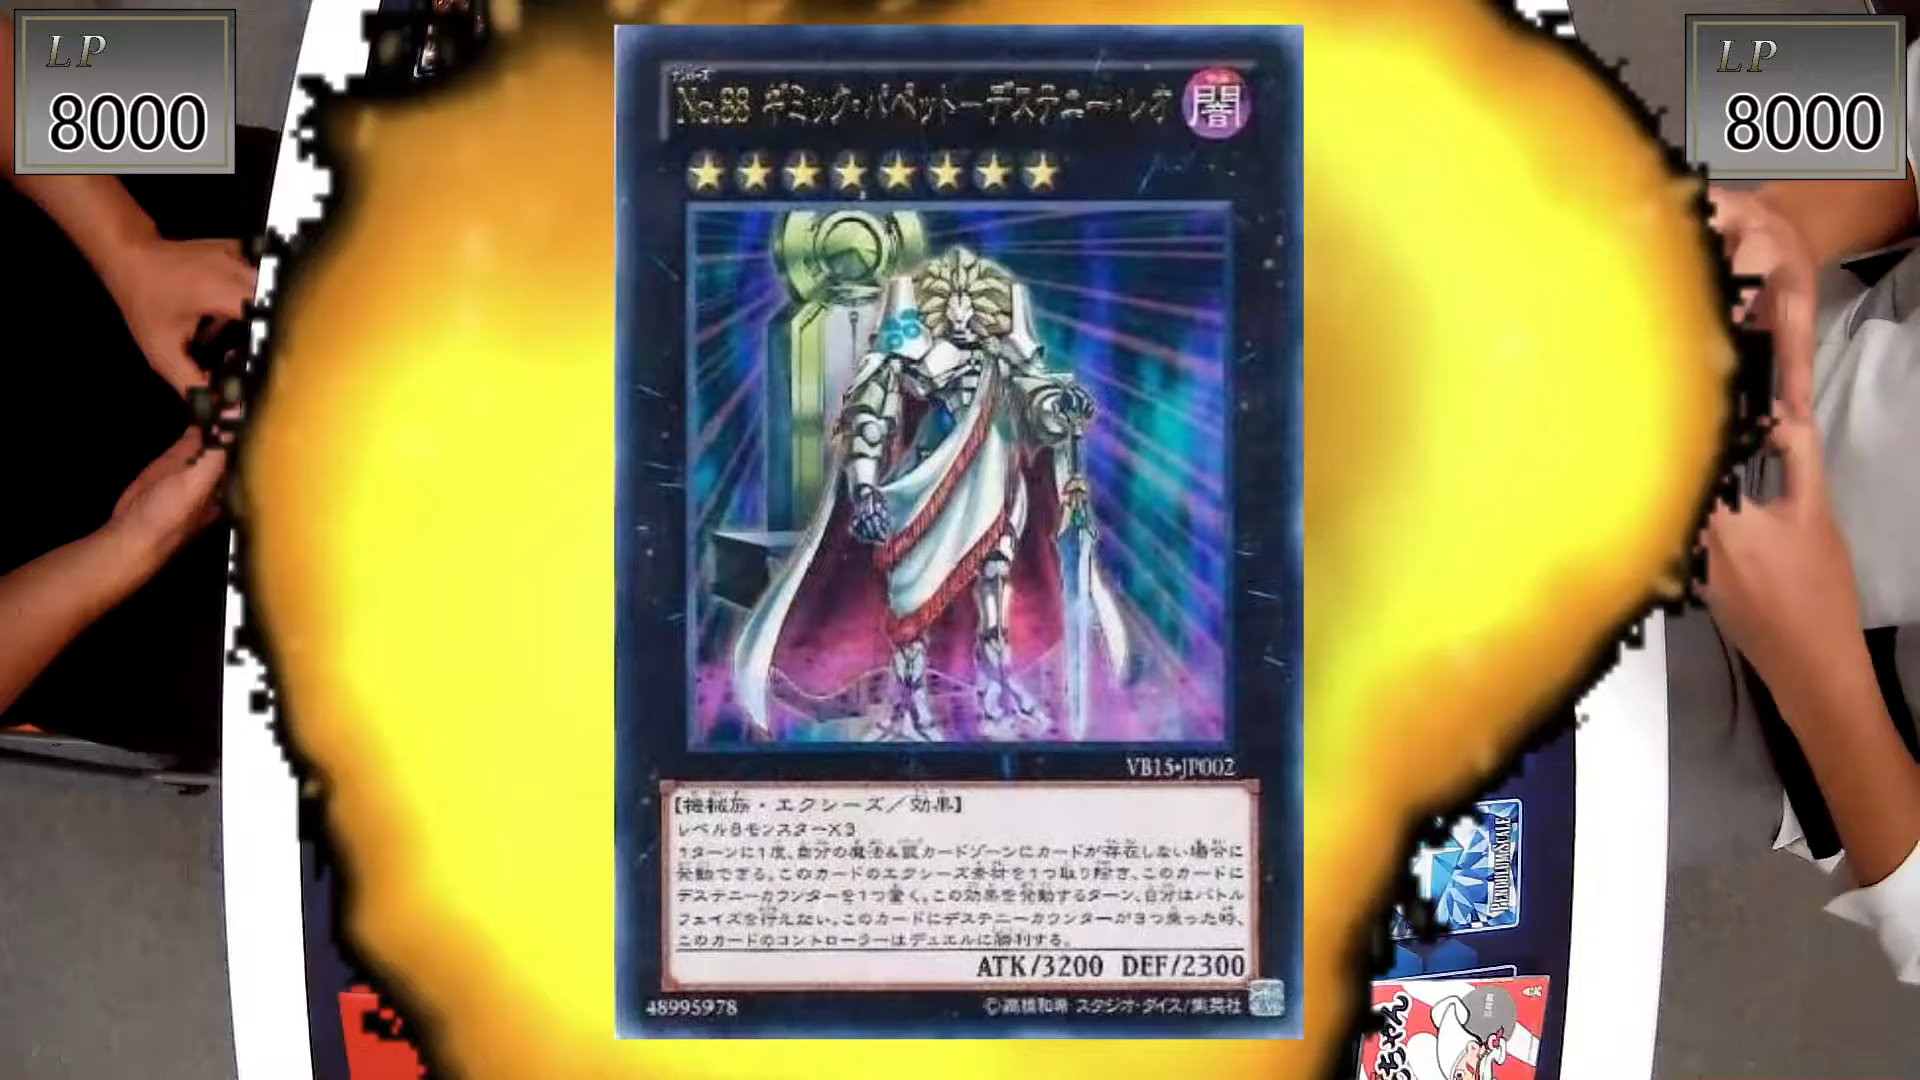 LP
8000
LP
8000
ナンバーズ
No.88 ギミック・パペット－デステニー・レオ
闇
VB15-JP002
【機械族・エクシーズ／効果】
レベル8モンスター×3
1ターンに1度、自分の魔法&罠カードゾーンにカードが存在しない場合に
発動できる。このカードのエクシーズ素材を1つ取り除き、このカードに
デステニーカウンターを1つ置く。この効果を発動するターン、自分はバトル
フェイズを行えない。このカードにデステニーカウンターが3つ乗った時、
このカードのコントローラーはデュエルに勝利する。
ATK/3200 DEF/2300
48995978
©高橋和希 スタジオ・ダイス/集英社
PENDULUM SCALE
ちゃん